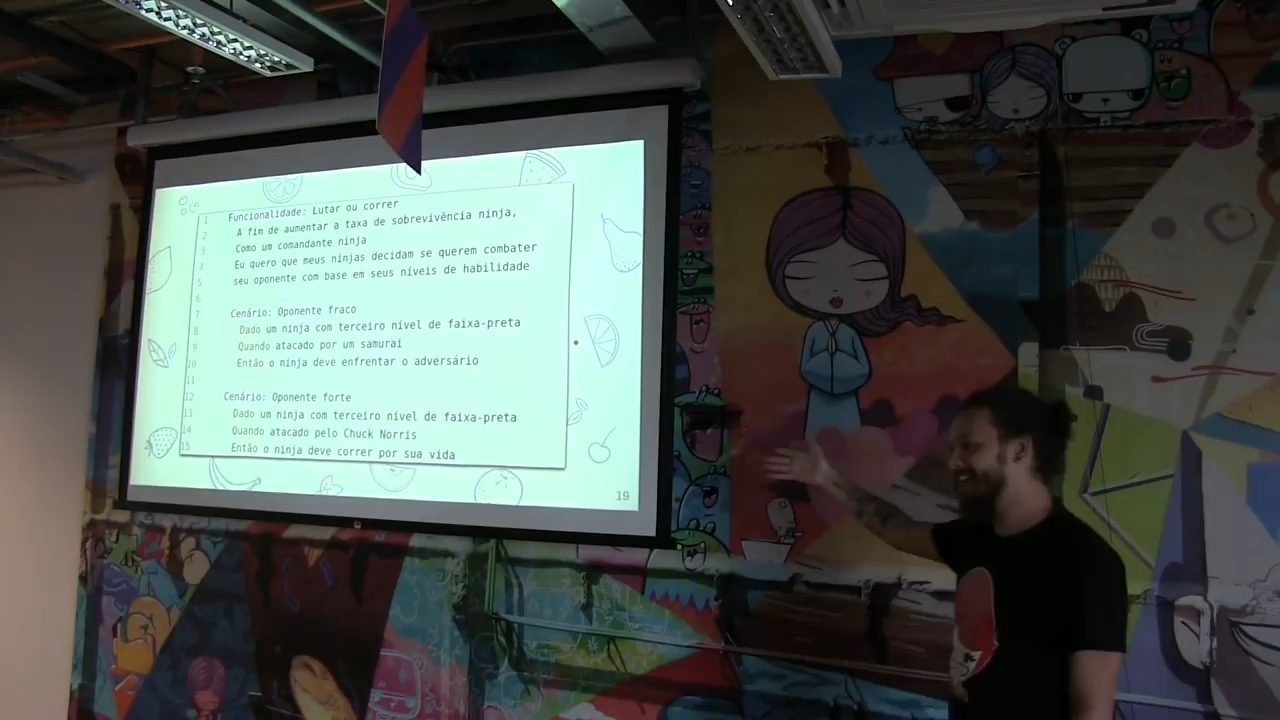 1 Funcionalidade: Lutar ou correr
2 A fim de aumentar a taxa de sobrevivência ninja,
3 Como um comandante ninja
4 Eu quero que meus ninjas decidam se querem combater
5 seu oponente com base em seus níveis de habilidade
6
7 Cenário: Oponente fraco
8 Dado um ninja com terceiro nível de faixa-preta
9 Quando atacado por um samurai
10 Então o ninja deve enfrentar o adversário
11
12 Cenário: Oponente forte
13 Dado um ninja com terceiro nível de faixa-preta
14 Quando atacado pelo Chuck Norris
15 Então o ninja deve correr por sua vida
19